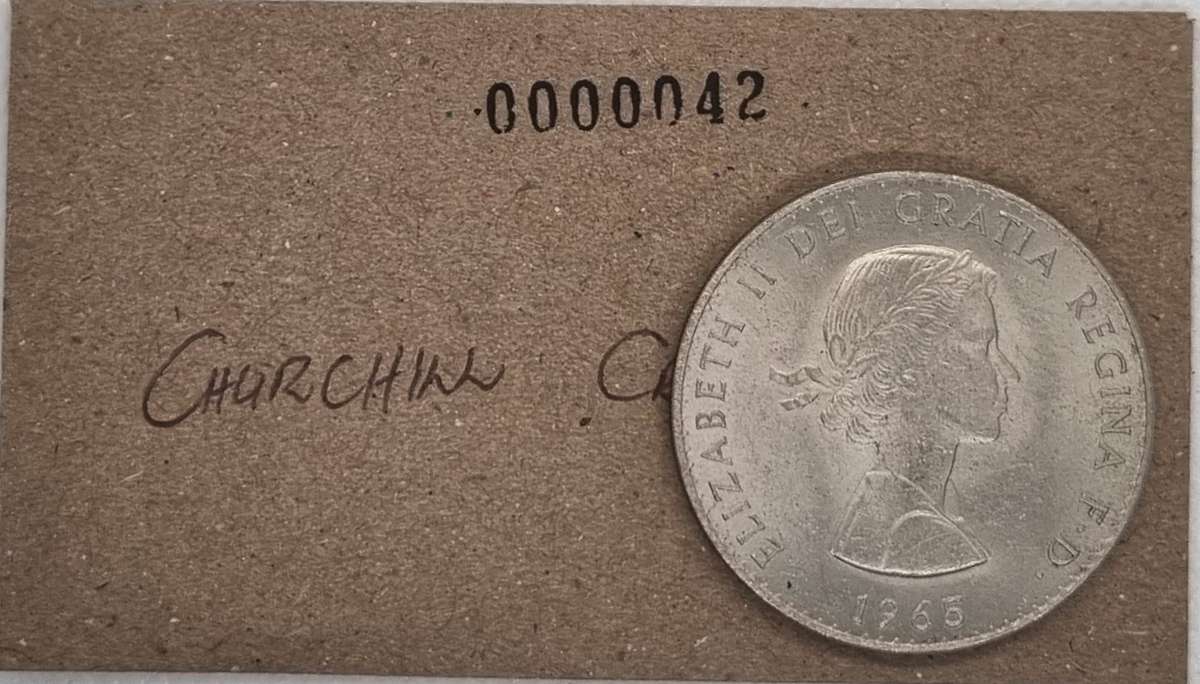 0000042
CHURCHILL C
ELIZABETH II DEI GRATIA REGINA F.D.
1965